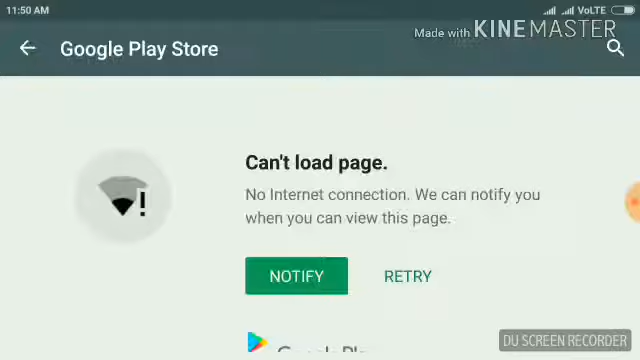 11:50 AM VoLTE
Made with KINEMASTER
Google Play Store
Can't load page.
No Internet connection. We can notify you
when you can view this page.
NOTIFY RETRY
DU SCREEN RECORDER